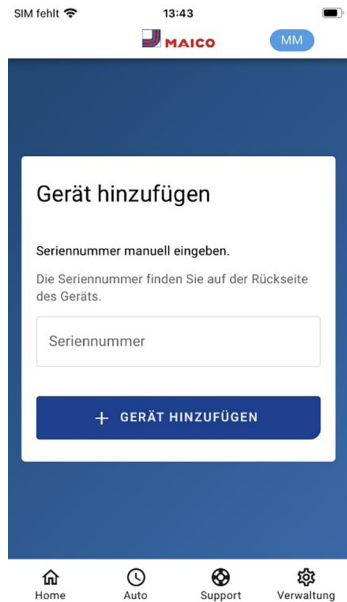 SIM fehlt 13:43
MAICO MM
Gerät hinzufügen
Seriennummer manuell eingeben.
Die Seriennummer finden Sie auf der Rückseite
des Geräts.
Seriennummer
+ GERÄT HINZUFÜGEN
Home Auto Support Verwaltung